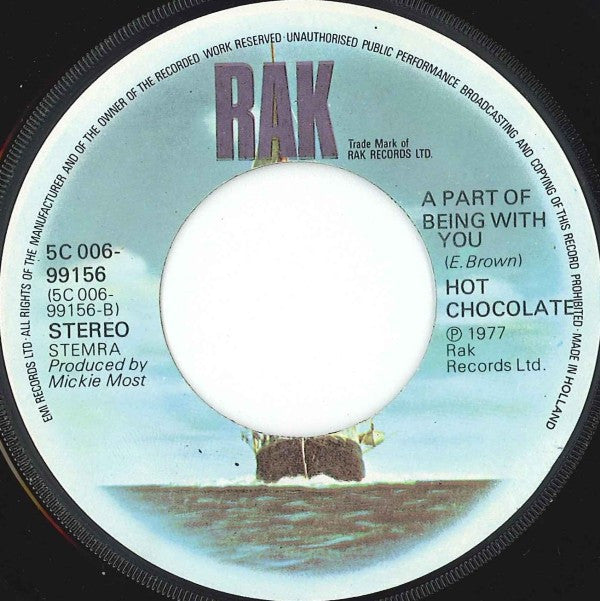 EMI RECORDS LTD · ALL RIGHTS OF THE MANUFACTURER AND OF THE OWNER OF THE RECORDED WORK RESERVED · UNAUTHORISED PUBLIC PERFORMANCE BROADCASTING AND COPYING OF THIS RECORD PROHIBITED · MADE IN HOLLAND
RAK
Trade Mark of
RAK RECORDS LTD.
5C 006-
99156
(5C 006-
99156-B)
STEREO
STEMRA
Produced by
Mickie Most
A PART OF
BEING WITH
YOU
(E. Brown)
HOT
CHOCOLATE
℗ 1977
Rak
Records Ltd.